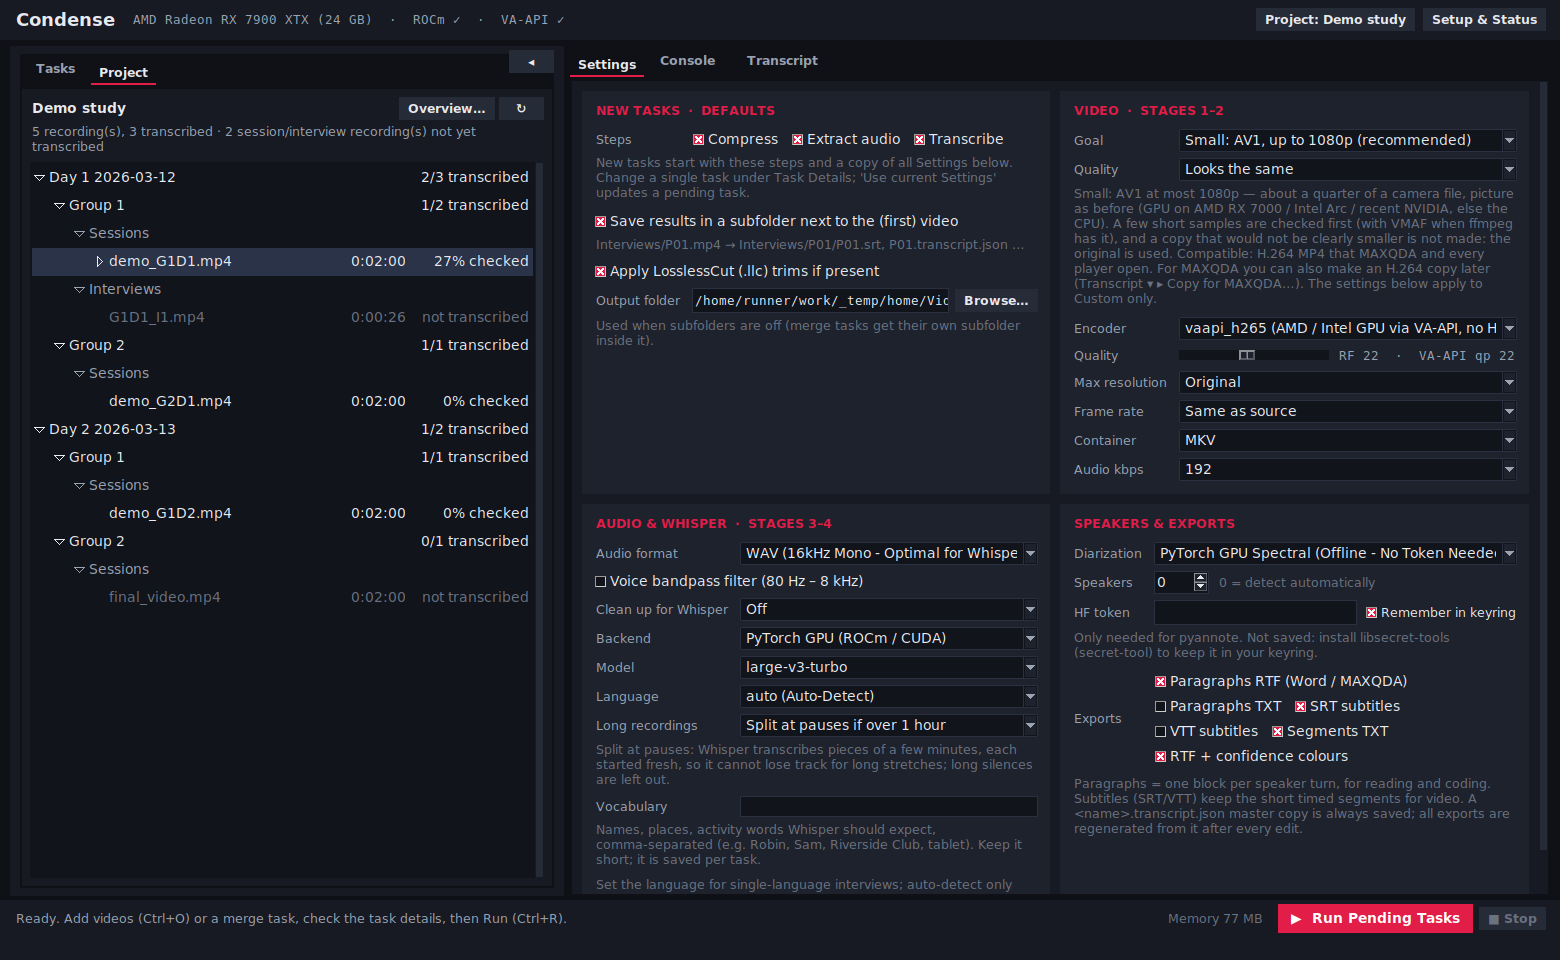 Condense AMD Radeon RX 7900 XTX (24 GB) · ROCm ✓ · VA-API ✓ Project: Demo study Setup & Status
Tasks Project ◂
Demo study Overview... ↻
5 recording(s), 3 transcribed · 2 session/interview recording(s) not yet
transcribed
Day 1 2026-03-12 2/3 transcribed
Group 1 1/2 transcribed
Sessions
demo_G1D1.mp4 0:02:00 27% checked
Interviews
G1D1_I1.mp4 0:00:26 not transcribed
Group 2 1/1 transcribed
Sessions
demo_G2D1.mp4 0:02:00 0% checked
Day 2 2026-03-13 1/2 transcribed
Group 1 1/1 transcribed
Sessions
demo_G1D2.mp4 0:02:00 0% checked
Group 2 0/1 transcribed
Sessions
final_video.mp4 0:02:00 not transcribed
Settings Console Transcript
NEW TASKS · DEFAULTS
Steps Compress Extract audio Transcribe
New tasks start with these steps and a copy of all Settings below.
Change a single task under Task Details; 'Use current Settings'
updates a pending task.
Save results in a subfolder next to the (first) video
Interviews/P01.mp4 → Interviews/P01/P01.srt, P01.transcript.json ...
Apply LosslessCut (.llc) trims if present
Output folder /home/runner/work/_temp/home/Vid Browse...
Used when subfolders are off (merge tasks get their own subfolder
inside it).
VIDEO · STAGES 1–2
Goal Small: AV1, up to 1080p (recommended)
Quality Looks the same
Small: AV1 at most 1080p — about a quarter of a camera file, picture
as before (GPU on AMD RX 7000 / Intel Arc / recent NVIDIA, else the
CPU). A few short samples are checked first (with VMAF when ffmpeg
has it), and a copy that would not be clearly smaller is not made: the
original is used. Compatible: H.264 MP4 that MAXQDA and every
player open. For MAXQDA you can also make an H.264 copy later
(Transcript ▾ ▸ Copy for MAXQDA...). The settings below apply to
Custom only.
Encoder vaapi_h265 (AMD / Intel GPU via VA-API, no H
Quality RF 22 · VA-API qp 22
Max resolution Original
Frame rate Same as source
Container MKV
Audio kbps 192
AUDIO & WHISPER · STAGES 3–4
Audio format WAV (16kHz Mono - Optimal for Whispe
Voice bandpass filter (80 Hz – 8 kHz)
Clean up for Whisper Off
Backend PyTorch GPU (ROCm / CUDA)
Model large-v3-turbo
Language auto (Auto-Detect)
Long recordings Split at pauses if over 1 hour
Split at pauses: Whisper transcribes pieces of a few minutes, each
started fresh, so it cannot lose track for long stretches; long silences
are left out.
Vocabulary
Names, places, activity words Whisper should expect,
comma-separated (e.g. Robin, Sam, Riverside Club, tablet). Keep it
short; it is saved per task.
Set the language for single-language interviews; auto-detect only
SPEAKERS & EXPORTS
Diarization PyTorch GPU Spectral (Offline - No Token Neede
Speakers 0 0 = detect automatically
HF token Remember in keyring
Only needed for pyannote. Not saved: install libsecret-tools
(secret-tool) to keep it in your keyring.
Exports
Paragraphs RTF (Word / MAXQDA)
Paragraphs TXT SRT subtitles
VTT subtitles Segments TXT
RTF + confidence colours
Paragraphs = one block per speaker turn, for reading and coding.
Subtitles (SRT/VTT) keep the short timed segments for video. A
<name>.transcript.json master copy is always saved; all exports are
regenerated from it after every edit.
Ready. Add videos (Ctrl+O) or a merge task, check the task details, then Run (Ctrl+R). Memory 77 MB ▶ Run Pending Tasks ■ Stop